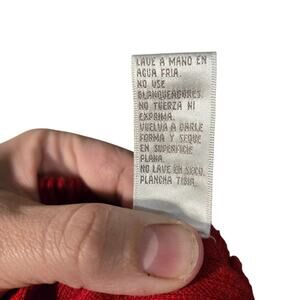 LAVE A MANO EN
AGUA FRIA.
NO USE
BLANQUEADORES.
NO TUERZA NI
EXPRIMA.
VUELVA A DARLE
FORMA Y SEQUE
EN SUPERFICIE
PLANA.
NO LAVE EN SECO.
PLANCHA TIBIA.